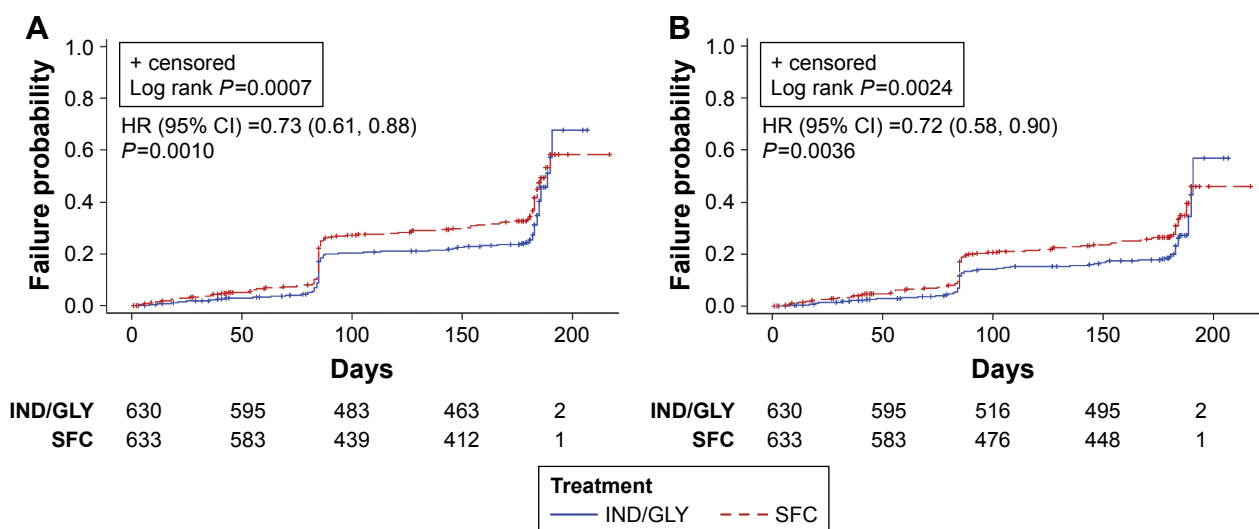 A
Failure probability
1.0
0.8
0.6
0.4
0.2
0.0
+ censored
Log rank P=0.0007
HR (95% CI) =0.73 (0.61, 0.88)
P=0.0010
0 50 100 150 200
Days
IND/GLY 630 595 483 463 2
SFC 633 583 439 412 1
B
Failure probability
1.0
0.8
0.6
0.4
0.2
0.0
+ censored
Log rank P=0.0024
HR (95% CI) =0.72 (0.58, 0.90)
P=0.0036
0 50 100 150 200
Days
IND/GLY 630 595 516 495 2
SFC 633 583 476 448 1
Treatment
IND/GLY SFC